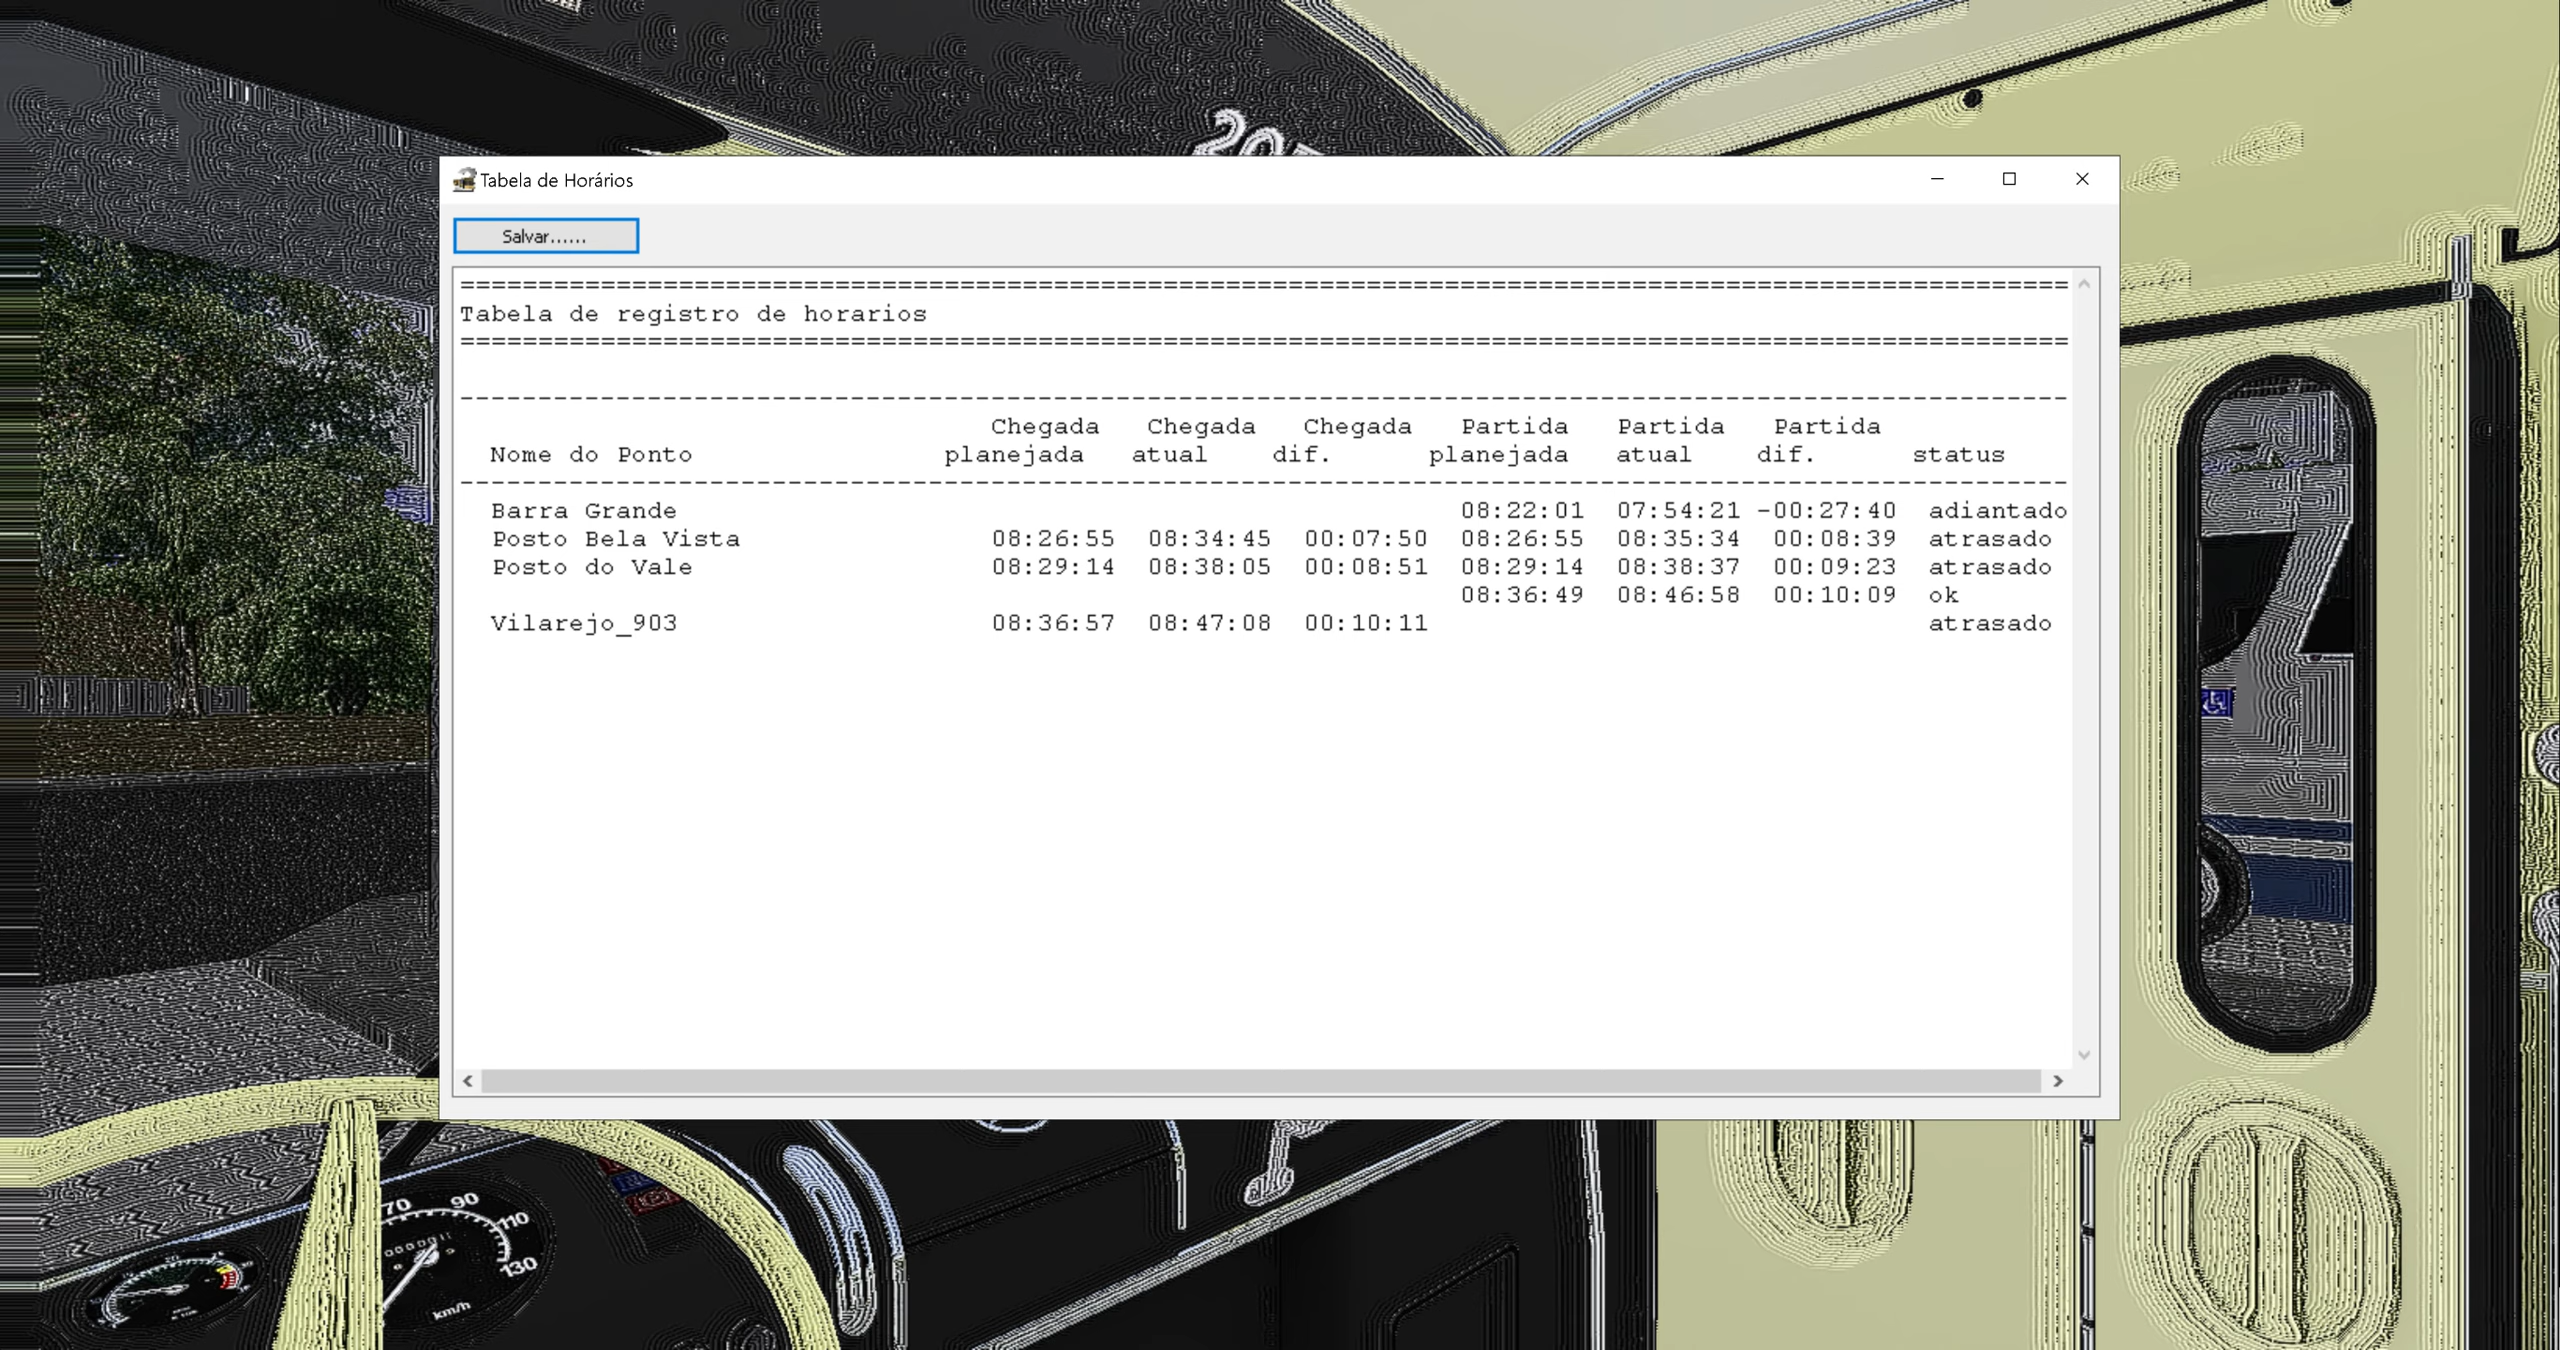 207
Tabela de Horários
Salvar......
================================================================================
Tabela de registro de horarios
================================================================================
--------------------------------------------------------------------------------
Chegada Chegada Chegada Partida Partida Partida
Nome do Ponto planejada atual dif. planejada atual dif. status
--------------------------------------------------------------------------------
Barra Grande 08:22:01 07:54:21 -00:27:40 adiantado
Posto Bela Vista 08:26:55 08:34:45 00:07:50 08:26:55 08:35:34 00:08:39 atrasado
Posto do Vale 08:29:14 08:38:05 00:08:51 08:29:14 08:38:37 00:09:23 atrasado
08:36:49 08:46:58 00:10:09 ok
Vilarejo_903 08:36:57 08:47:08 00:10:11 atrasado
70 90 110 130
km/h